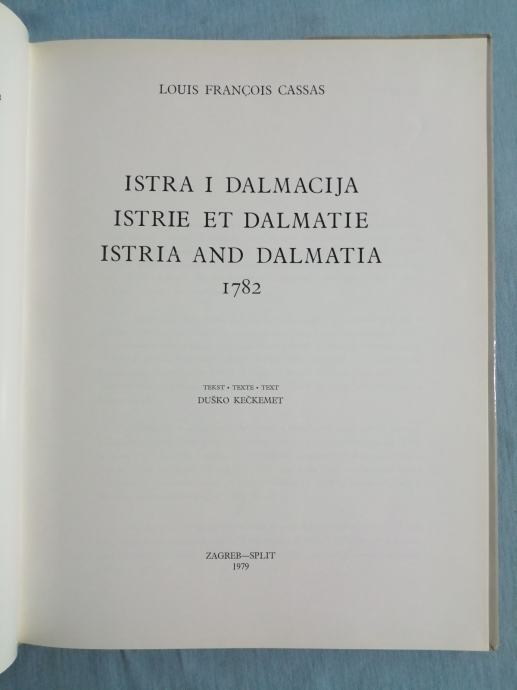 LOUIS FRANÇOIS CASSAS
ISTRA I DALMACIJA
ISTRIE ET DALMATIE
ISTRIA AND DALMATIA
1782
TEKST • TEXTE • TEXT
DUŠKO KEČKEMET
ZAGREB—SPLIT
1979